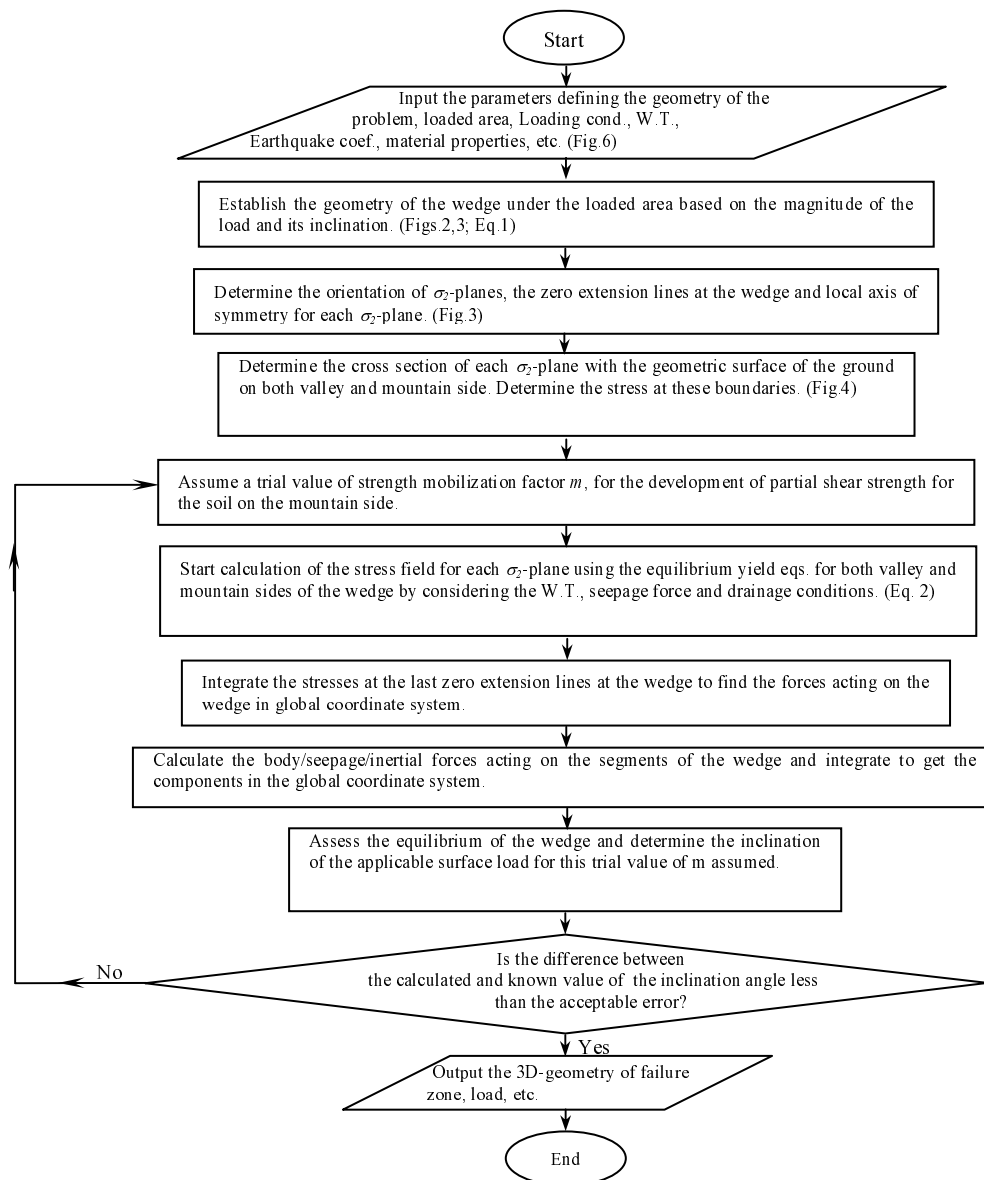 Start
Input the parameters defining the geometry of the
problem, loaded area, Loading cond., W.T.,
Earthquake coef., material properties, etc. (Fig.6)
Establish the geometry of the wedge under the loaded area based on the magnitude of the
load and its inclination. (Figs.2,3; Eq.1)
Determine the orientation of σ2-planes, the zero extension lines at the wedge and local axis of
symmetry for each σ2-plane. (Fig.3)
Determine the cross section of each σ2-plane with the geometric surface of the ground
on both valley and mountain side. Determine the stress at these boundaries. (Fig.4)
Assume a trial value of strength mobilization factor m, for the development of partial shear strength for
the soil on the mountain side.
Start calculation of the stress field for each σ2-plane using the equilibrium yield eqs. for both valley and
mountain sides of the wedge by considering the W.T., seepage force and drainage conditions. (Eq. 2)
Integrate the stresses at the last zero extension lines at the wedge to find the forces acting on the
wedge in global coordinate system.
Calculate the body/seepage/inertial forces acting on the segments of the wedge and integrate to get the
components in the global coordinate system.
Assess the equilibrium of the wedge and determine the inclination
of the applicable surface load for this trial value of m assumed.
Is the difference between
the calculated and known value of the inclination angle less
than the acceptable error?
No
Yes
Output the 3D-geometry of failure
zone, load, etc.
End